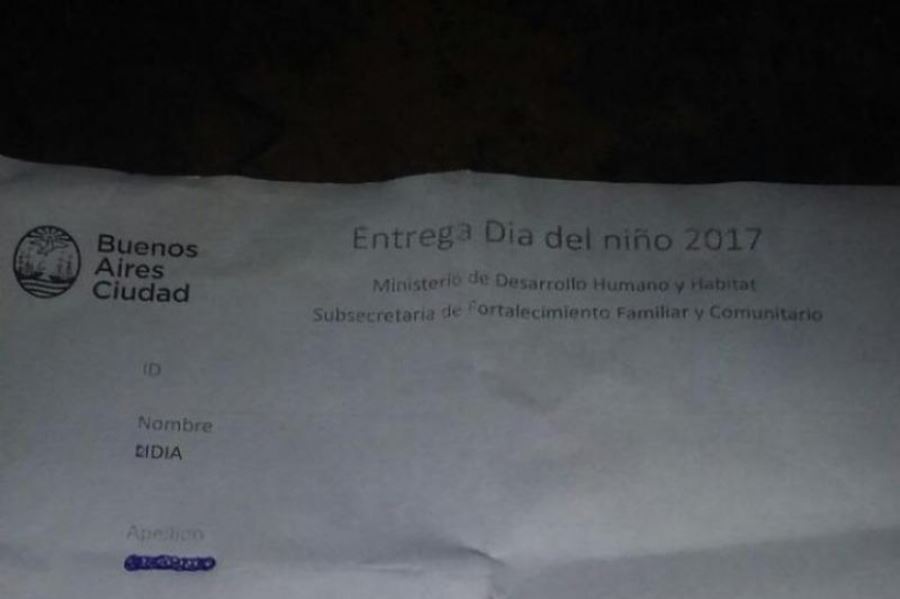 Buenos
Aires
Ciudad
Entrega Dia del niño 2017
Ministerio de Desarrollo Humano y Habitat
Subsecretaria de Fortalecimiento Familiar y Comunitario
ID
Nombre
LIDIA
Apellido